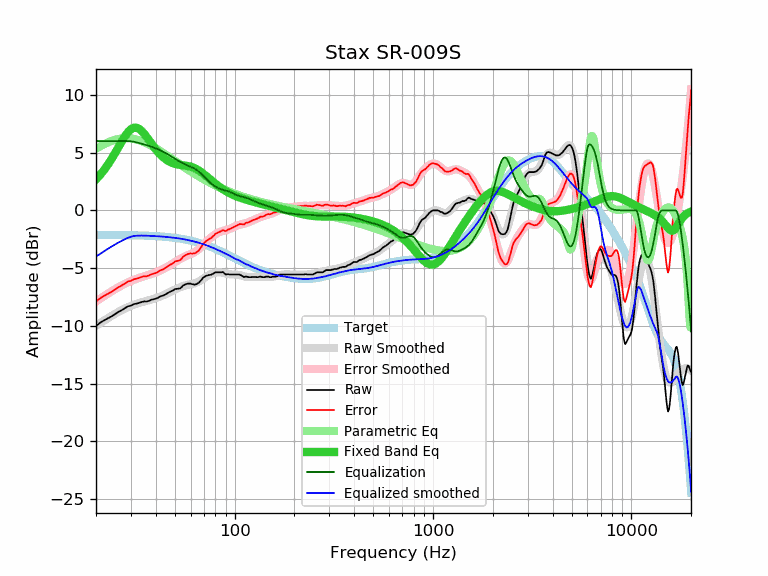 Stax SR-009S
10
5
0
−5
−10
−15
−20
−25
Amplitude (dBr)
Target
Raw Smoothed
Error Smoothed
Raw
Error
Parametric Eq
Fixed Band Eq
Equalization
Equalized smoothed
100 1000 10000
Frequency (Hz)